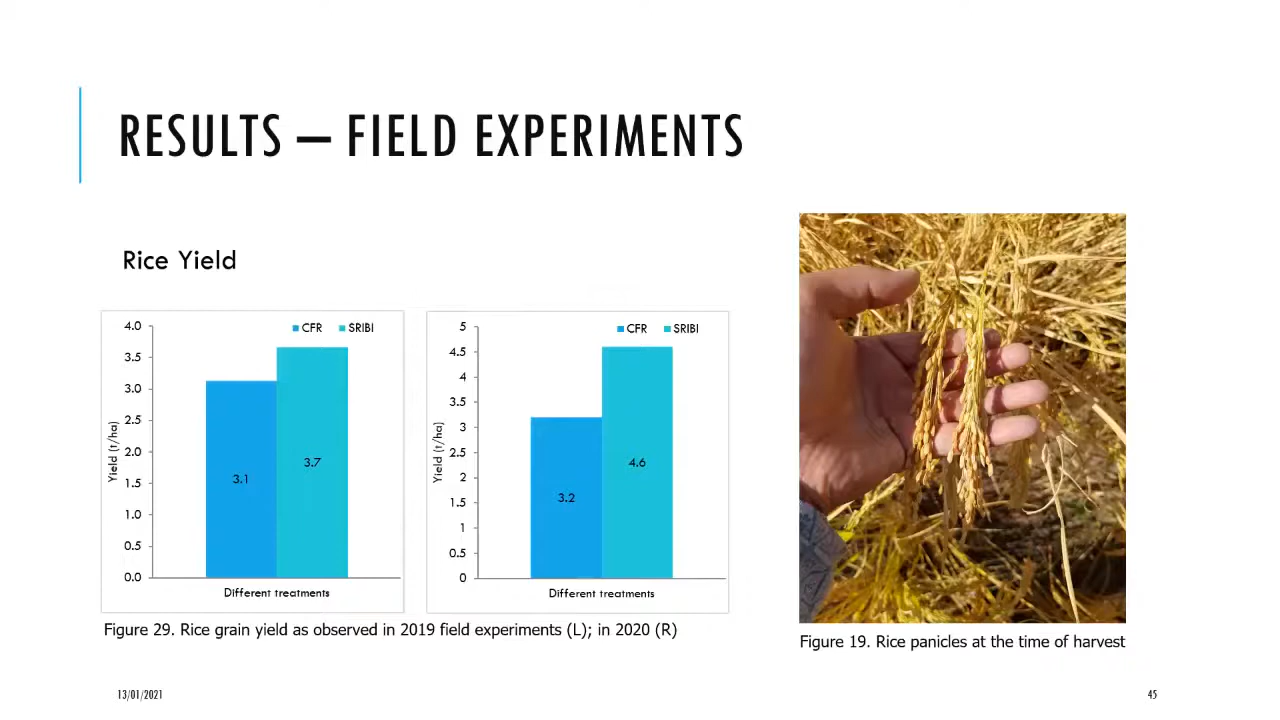 RESULTS – FIELD EXPERIMENTS
Rice Yield
CFR SRIBI
4.0
3.5
3.0
2.5
2.0
1.5
1.0
0.5
0.0
Yield (t/ha)
3.1
3.7
Different treatments
CFR SRIBI
5
4.5
4
3.5
3
2.5
2
1.5
1
0.5
0
Yield (t/ha)
3.2
4.6
Different treatments
Figure 29. Rice grain yield as observed in 2019 field experiments (L); in 2020 (R)
Figure 19. Rice panicles at the time of harvest
13/01/2021
45